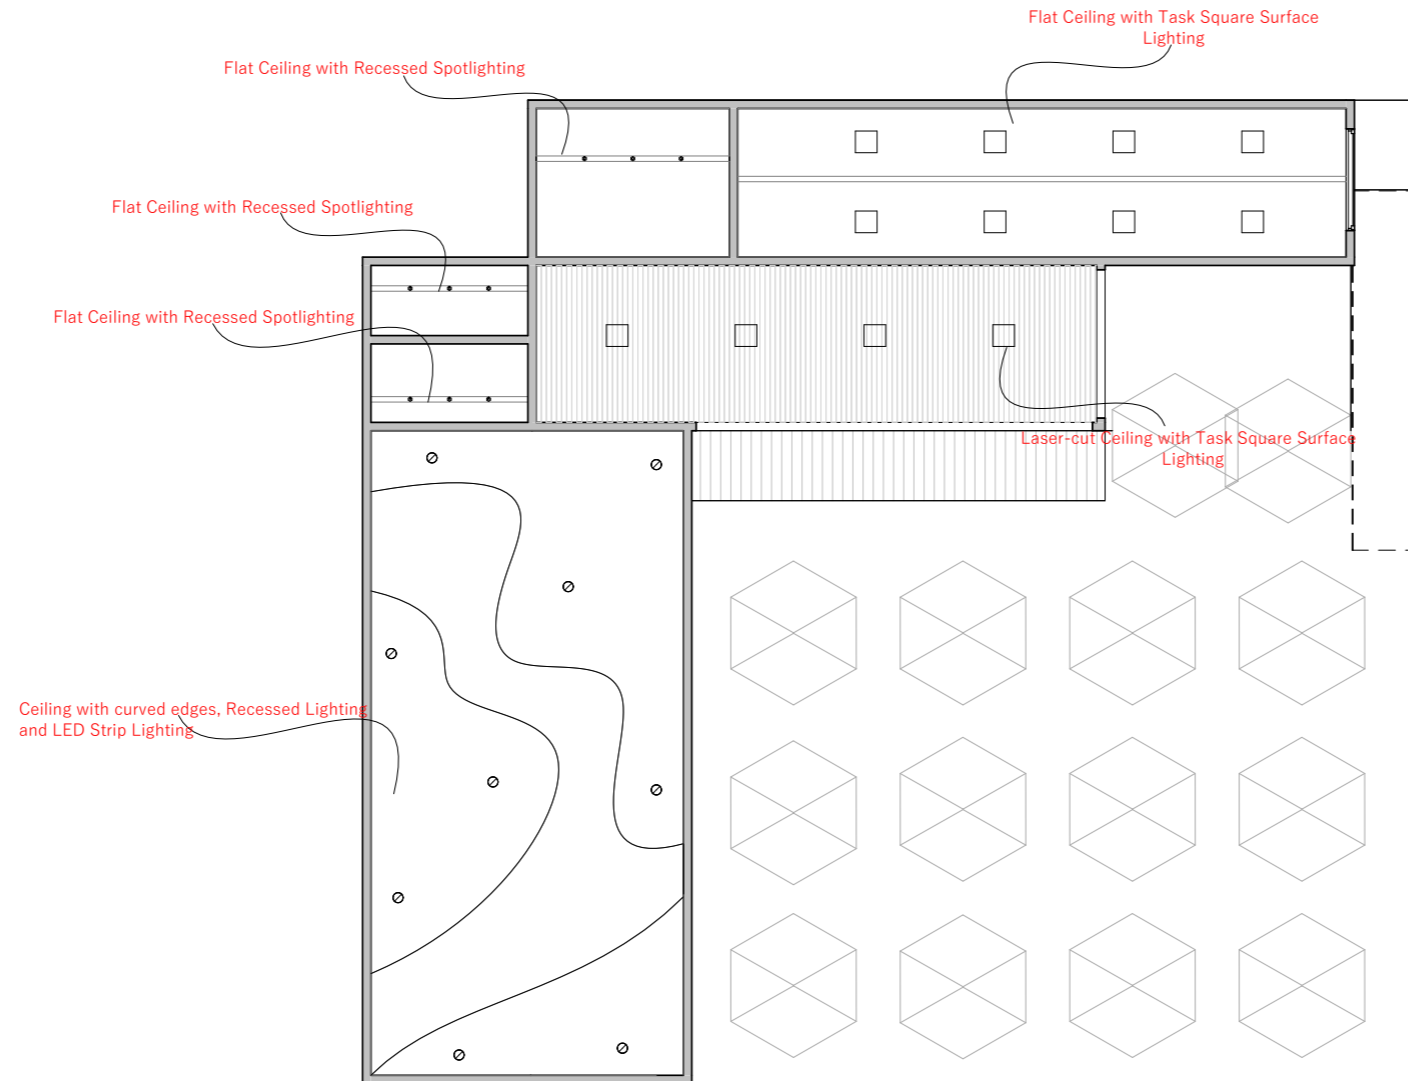 Flat Ceiling with Task Square Surface
Lighting
Flat Ceiling with Recessed Spotlighting
Flat Ceiling with Recessed Spotlighting
Flat Ceiling with Recessed Spotlighting
Laser-cut Ceiling with Task Square Surface
Lighting
Ceiling with curved edges, Recessed Lighting
and LED Strip Lighting